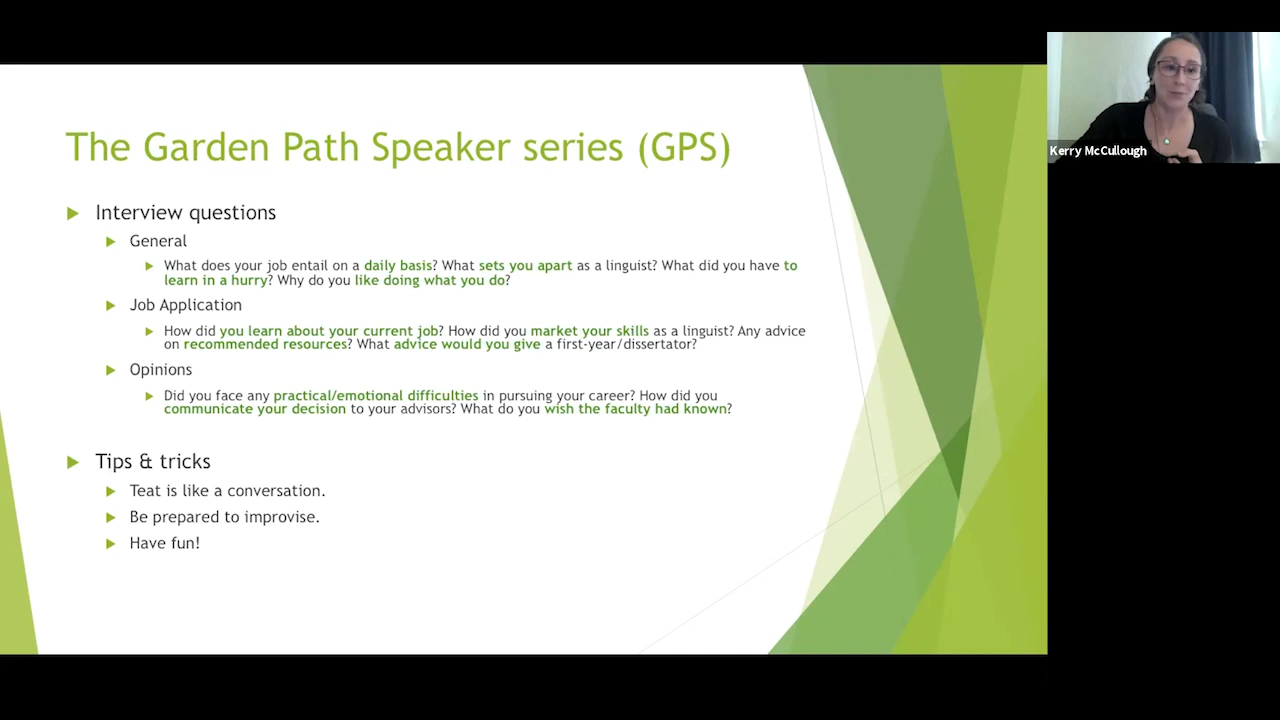 The Garden Path Speaker series (GPS)
Interview questions
General
What does your job entail on a daily basis? What sets you apart as a linguist? What did you have to
learn in a hurry? Why do you like doing what you do?
Job Application
How did you learn about your current job? How did you market your skills as a linguist? Any advice
on recommended resources? What advice would you give a first-year/dissertator?
Opinions
Did you face any practical/emotional difficulties in pursuing your career? How did you
communicate your decision to your advisors? What do you wish the faculty had known?
Tips & tricks
Teat is like a conversation.
Be prepared to improvise.
Have fun!
Kerry McCullough